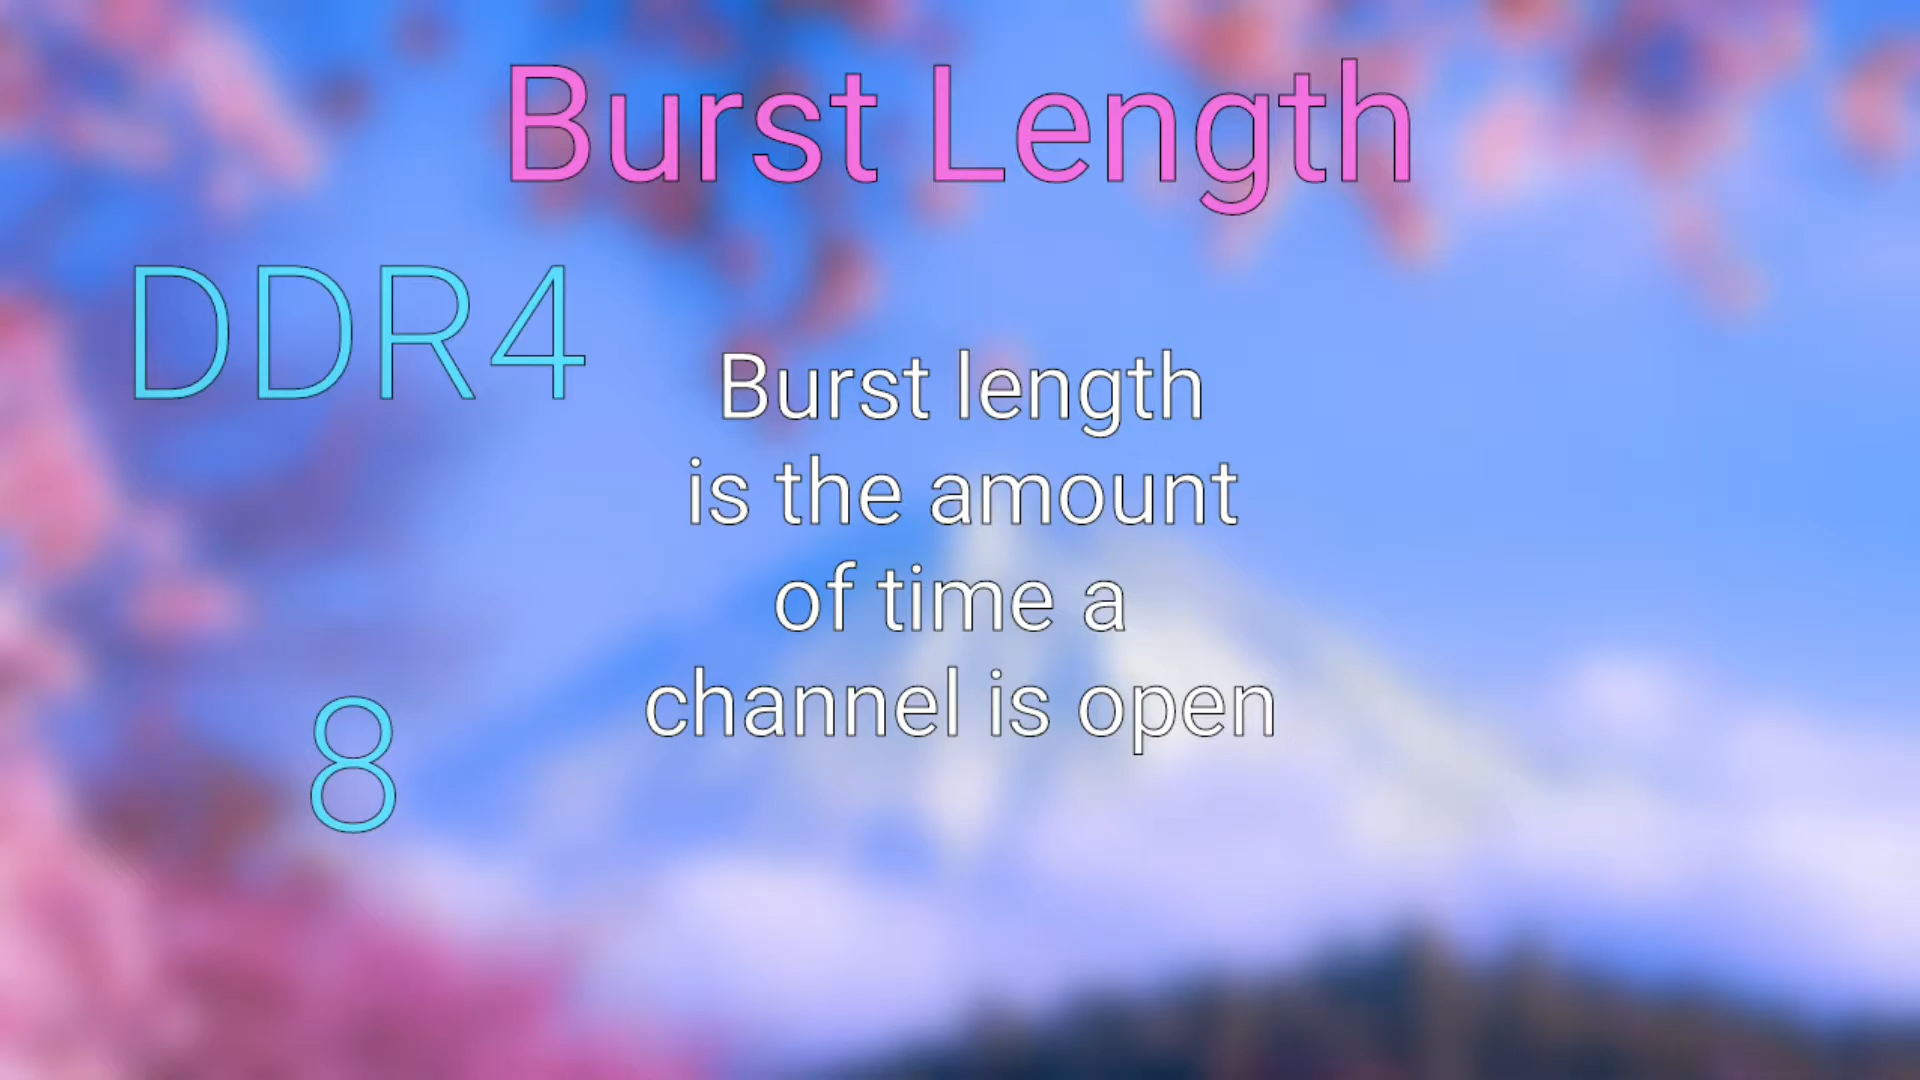 Burst Length
DDR4
Burst length
is the amount
of time a
channel is open
8